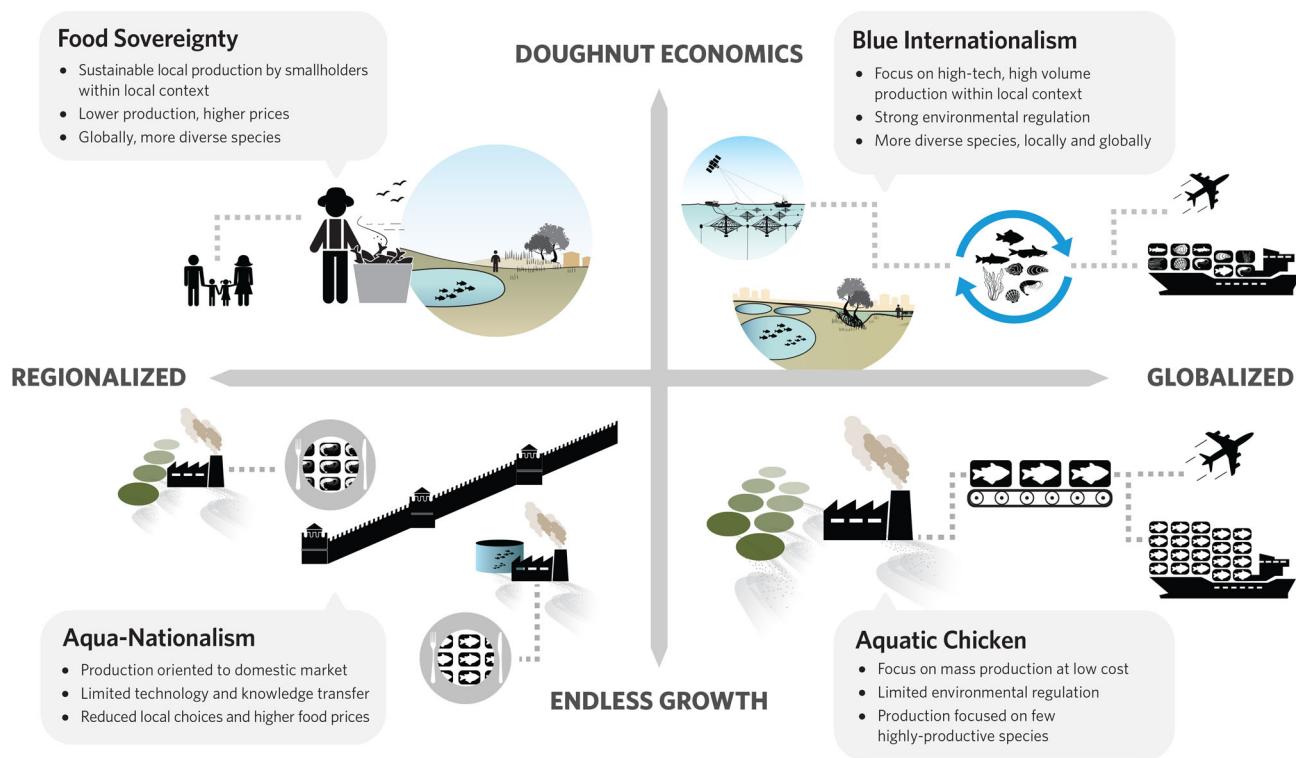 Food Sovereignty
• Sustainable local production by smallholders
within local context
• Lower production, higher prices
• Globally, more diverse species
DOUGHNUT ECONOMICS
Blue Internationalism
• Focus on high-tech, high volume
production within local context
• Strong environmental regulation
• More diverse species, locally and globally
REGIONALIZED
GLOBALIZED
Aqua-Nationalism
• Production oriented to domestic market
• Limited technology and knowledge transfer
• Reduced local choices and higher food prices
ENDLESS GROWTH
Aquatic Chicken
• Focus on mass production at low cost
• Limited environmental regulation
• Production focused on few
highly-productive species